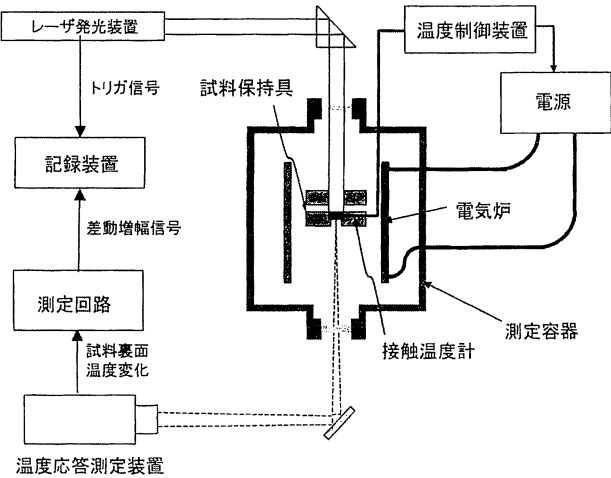 レーザ発光装置
温度制御装置
トリガ信号
試料保持具
電源
記録装置
差動増幅信号
電気炉
測定回路
測定容器
試料裏面
温度変化
接触温度計
温度応答測定装置